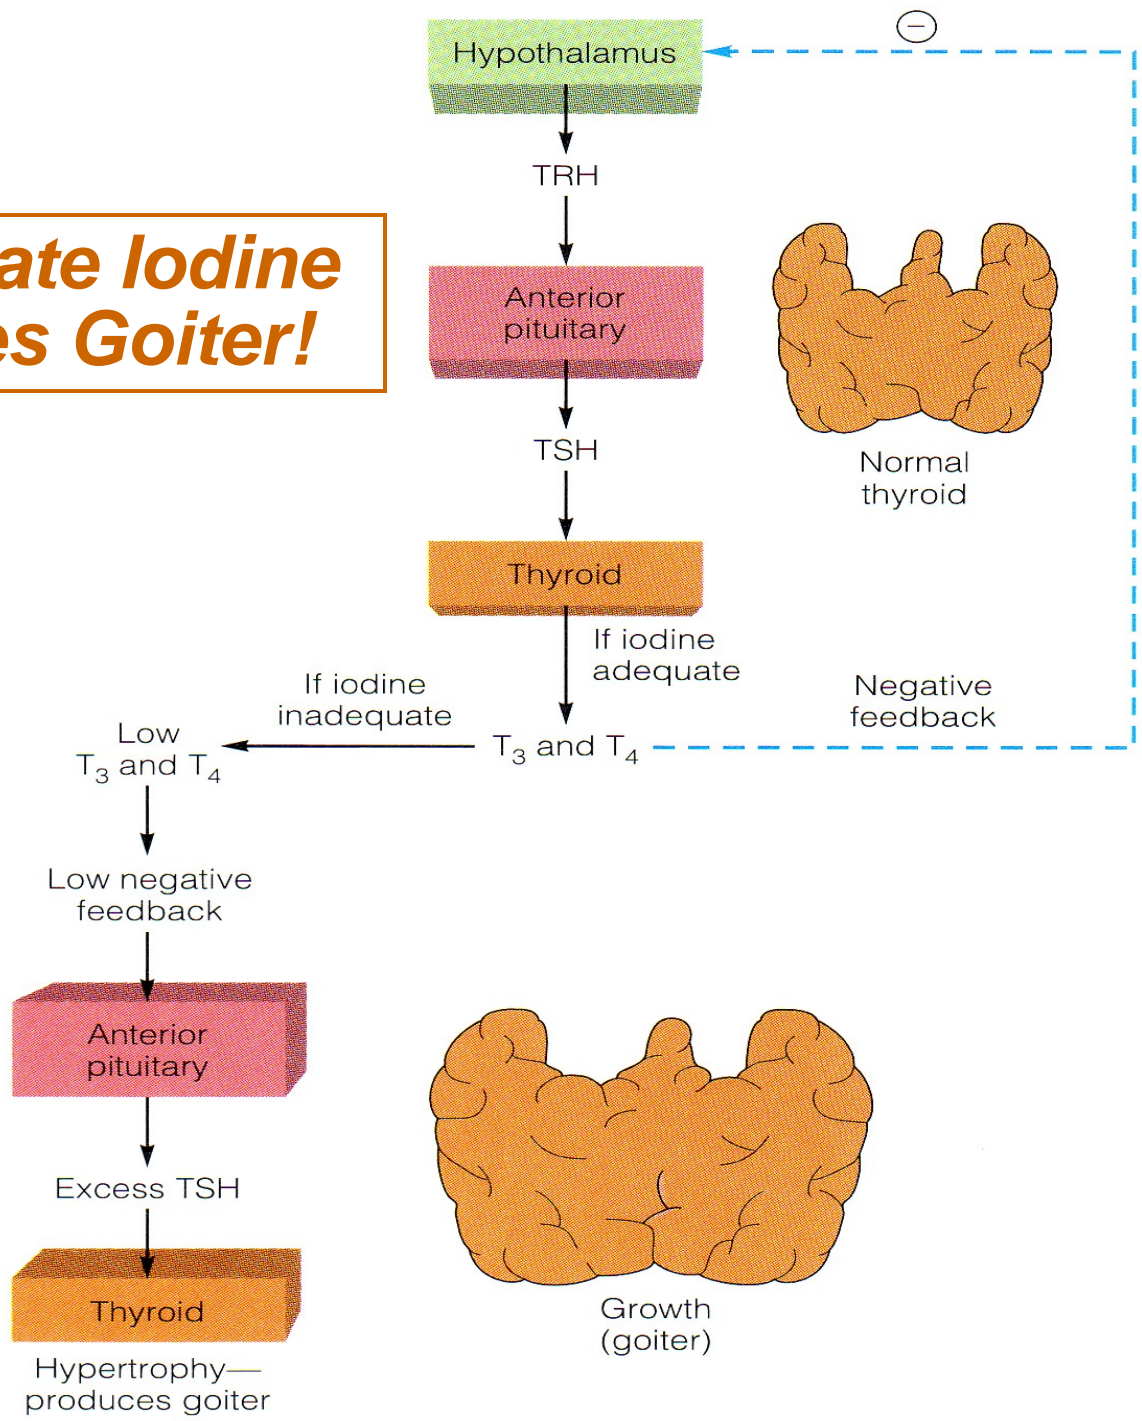 Hypothalamus
−
TRH
Iodine
Goiter!
Anterior
pituitary
TSH
Normal
thyroid
Thyroid
If iodine
adequate
If iodine
inadequate
Negative
feedback
T3 and T4
Low
T3 and T4
Low negative
feedback
Anterior
pituitary
Excess TSH
Thyroid
Hypertrophy—
produces goiter
Growth
(goiter)